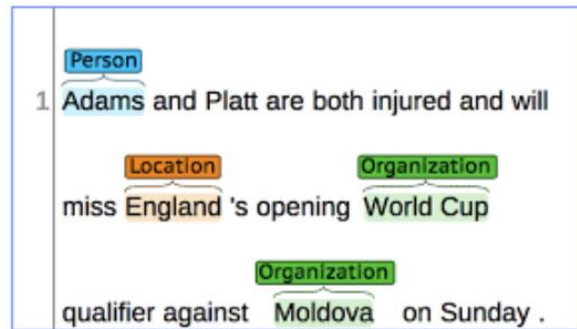 Person
1 Adams and Platt are both injured and will
Location Organization
miss England 's opening World Cup
Organization
qualifier against Moldova on Sunday .